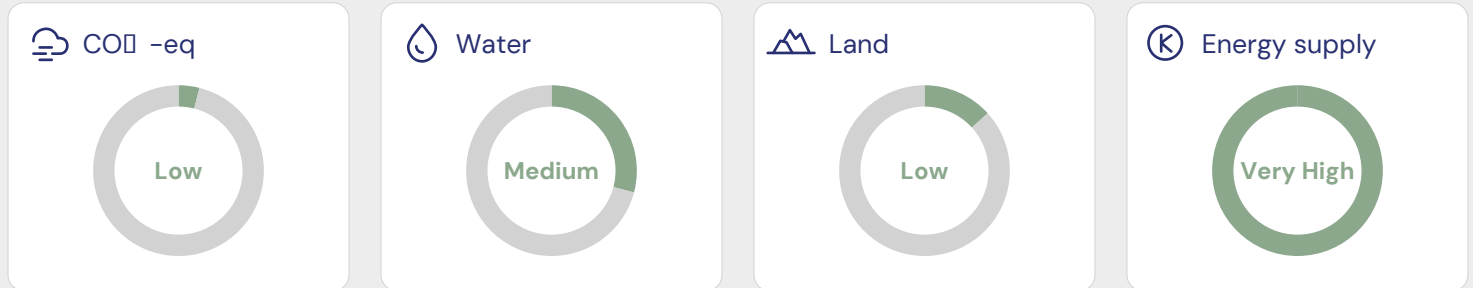 CO▯ -eq
Water
Land
Energy supply
Low
Medium
Low
Very High